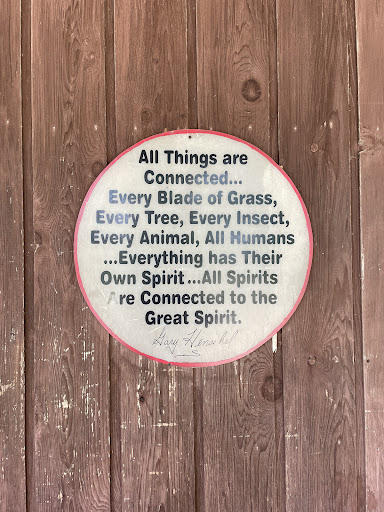 All Things are
Connected...
Every Blade of Grass,
Every Tree, Every Insect,
Every Animal, All Humans
...Everything has Their
Own Spirit...All Spirits
Are Connected to the
Great Spirit.
Gary